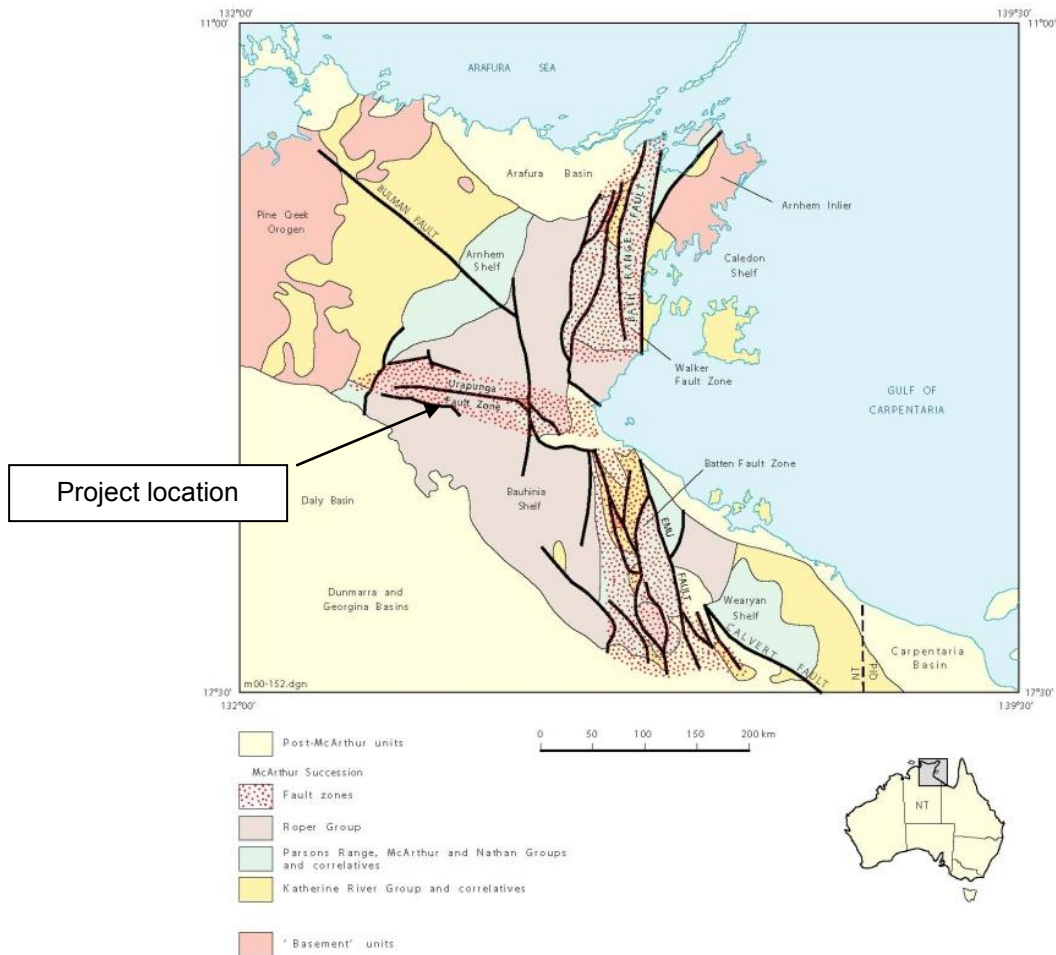 132°00'
139°30'
11°00'
11°00'
ARAFURA SEA
Arafura Basin
BULMAN FAULT
Pine Creek
Orogen
Arnhem
Shelf
BATH RANGE FAULT
Arnhem Inlier
Caledon
Shelf
Walker
Fault Zone
Urapunga
Fault Zone
GULF OF
CARPENTARIA
Project location
Daly Basin
Bauhinia
Shelf
Batten Fault Zone
EMU
FAULT
Dunmarra and
Georgina Basins
Wearyan
Shelf
CALVERT FAULT
Carpentaria
Basin
NT
QLD
m00-152.dgn
17°30'
17°30'
132°00'
139°30'
0 50 100 150 200 km
Post-McArthur units
McArthur Succession
Fault zones
Roper Group
Parsons Range, McArthur and Nathan Groups
and correlatives
Katherine River Group and correlatives
'Basement' units
NT